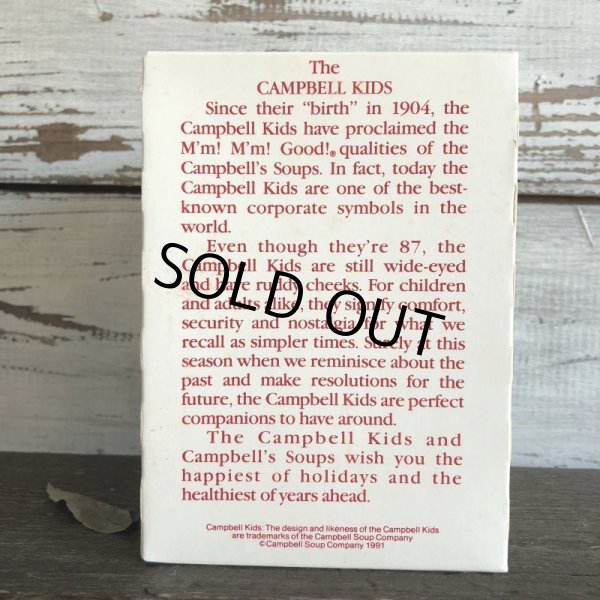 The
CAMPBELL KIDS
Since their "birth" in 1904, the
Campbell Kids have proclaimed the
M'm! M'm! Good!® qualities of the
Campbell's Soups. In fact, today the
Campbell Kids are one of the best-
known corporate symbols in the
world.
Even though they're 87, the
Campbell Kids are still wide-eyed
and have ruddy cheeks. For children
and adults alike, they signify comfort,
security and nostalgia for what we
recall as simpler times. Surely at this
season when we reminisce about the
past and make resolutions for the
future, the Campbell Kids are perfect
companions to have around.
The Campbell Kids and
Campbell's Soups wish you the
happiest of holidays and the
healthiest of years ahead.
Campbell Kids: The design and likeness of the Campbell Kids
are trademarks of the Campbell Soup Company
©Campbell Soup Company 1991
SOLD OUT